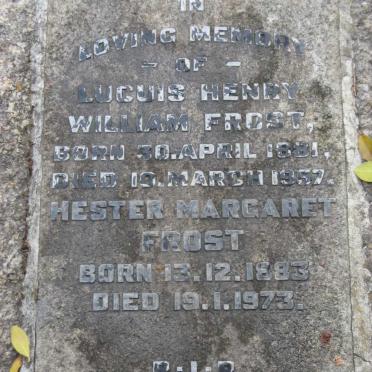 IN
LOVING MEMORY
- OF -
LUCUIS HENRY
WILLIAM FROST,
BORN 30.APRIL 1881,
DIED 19.MARCH 1957.
HESTER MARGARET
FROST
BORN 13.12.1883
DIED 19.1.1973.
R.I.P